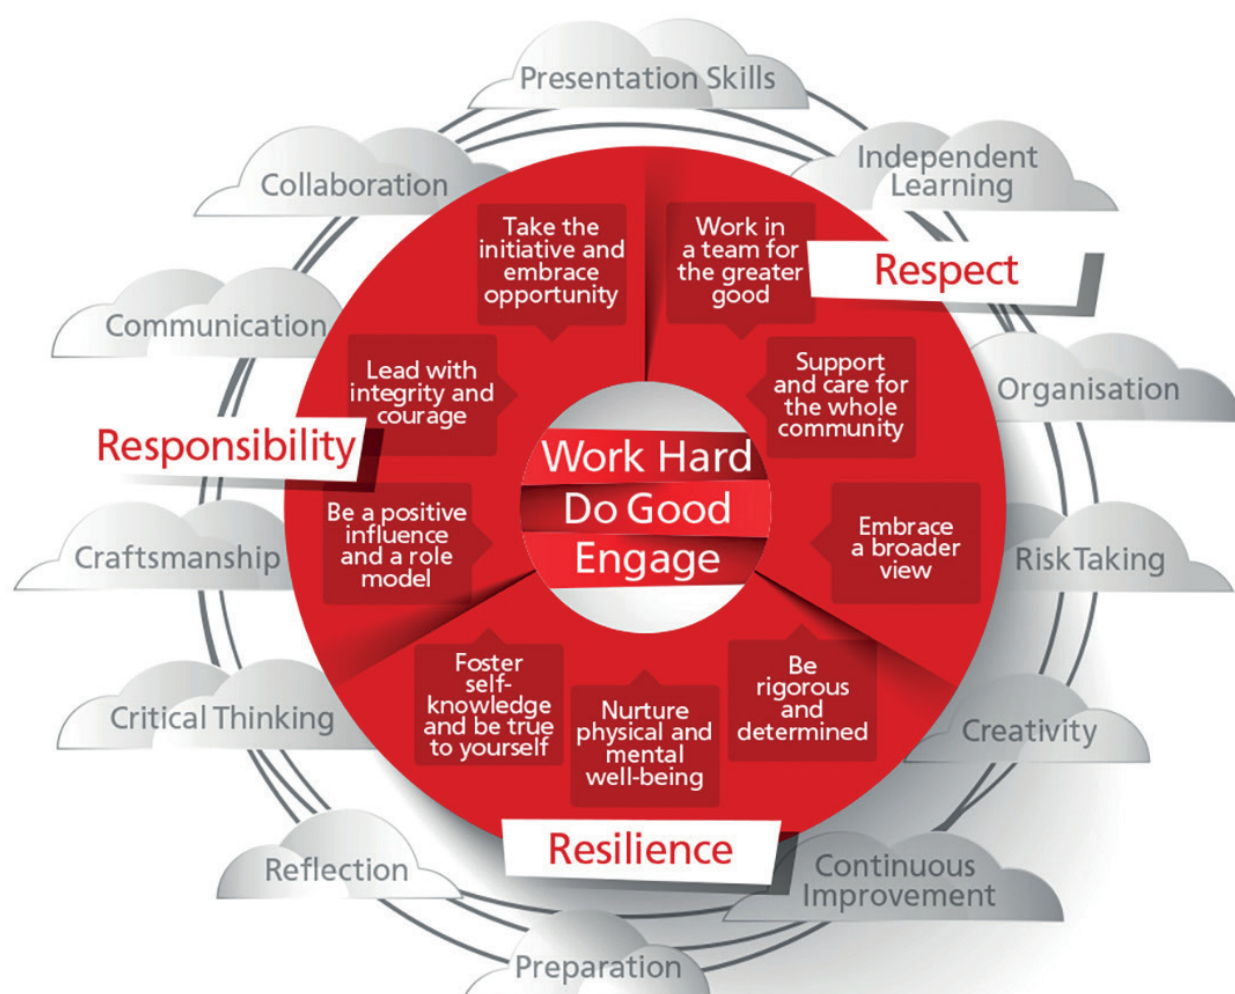 Presentation Skills
Independent
Learning
Collaboration
Take the
initiative and
embrace
opportunity
Work in
a team for
the greater
good
Respect
Communication
Lead with
integrity and
courage
Support
and care for
the whole
community
Organisation
Responsibility
Work Hard
Do Good
Engage
Be a positive
influence
and a role
model
Embrace
a broader
view
Craftsmanship
Risk Taking
Foster
self-
knowledge
and be true
to yourself
Nurture
physical and
mental
well-being
Be
rigorous
and
determined
Critical Thinking
Creativity
Resilience
Reflection
Continuous
Improvement
Preparation